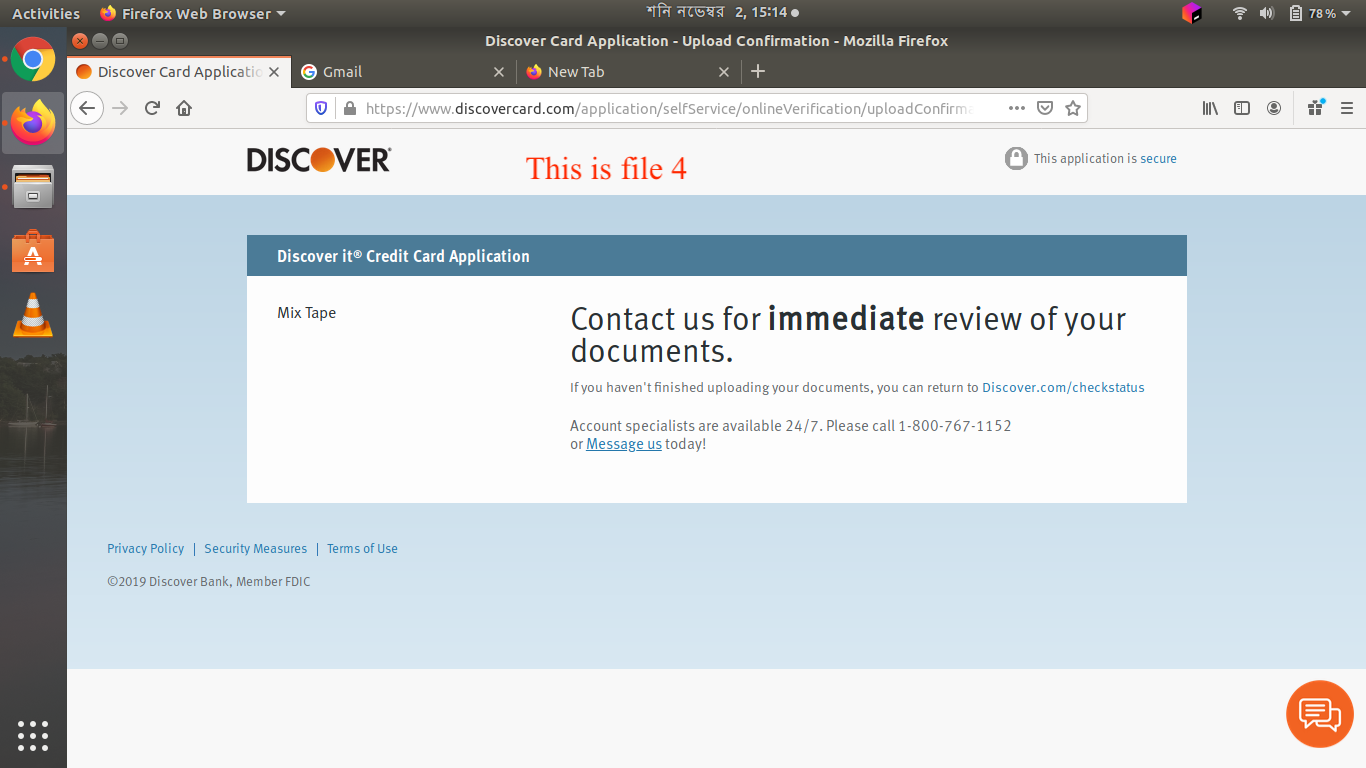 Activities
Firefox Web Browser
শনি নভেম্বর 2, 15:14
78%
Discover Card Application - Upload Confirmation - Mozilla Firefox
Discover Card Applicatio
Gmail
New Tab
https://www.discovercard.com/application/selfService/onlineVerification/uploadConfirma
DISCOVER
This is file 4
This application is secure
Discover it® Credit Card Application
Mix Tape
Contact us for immediate review of your
documents.
If you haven't finished uploading your documents, you can return to Discover.com/checkstatus
Account specialists are available 24/7. Please call 1-800-767-1152
or Message us today!
Privacy Policy | Security Measures | Terms of Use
©2019 Discover Bank, Member FDIC